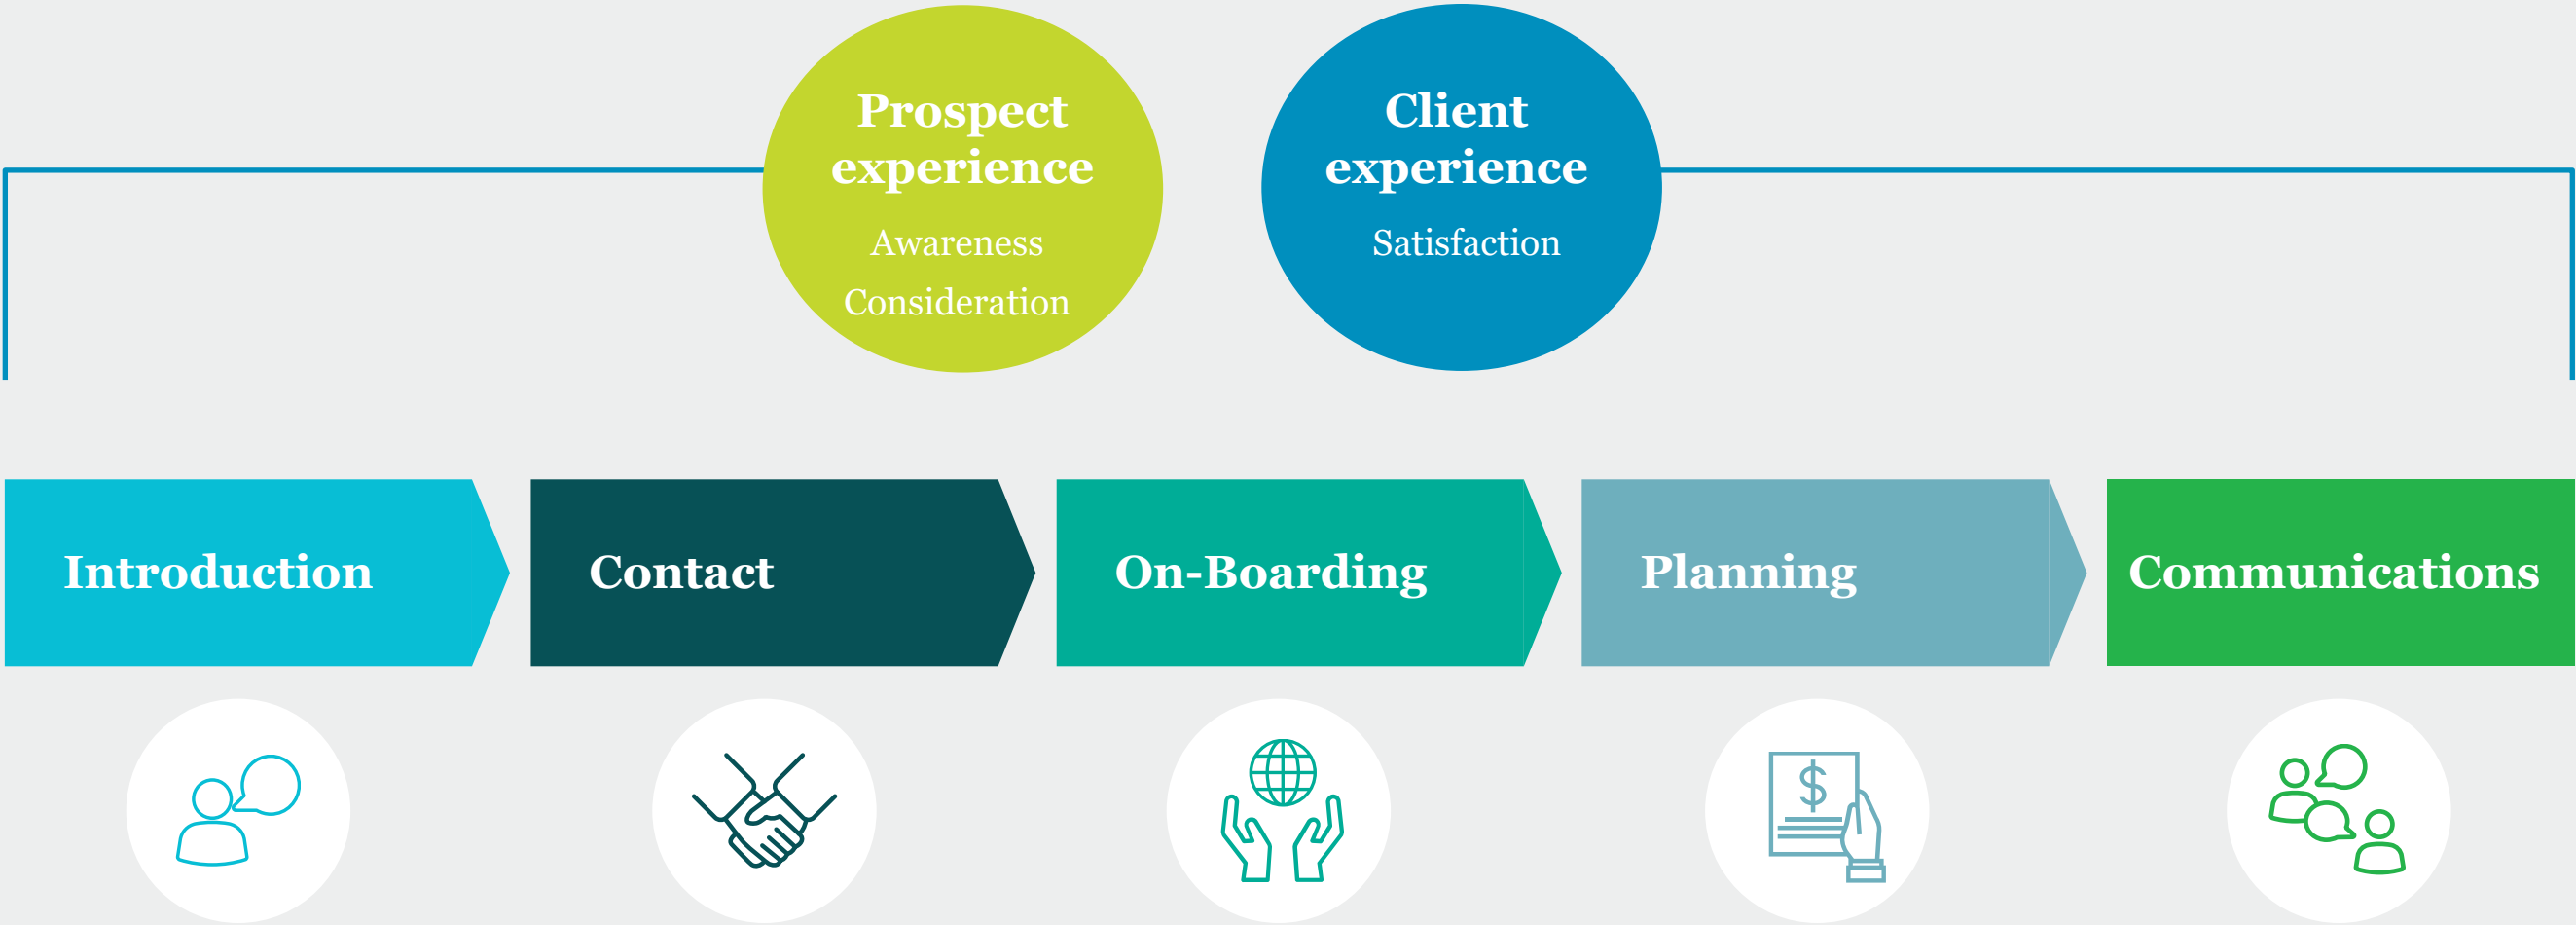 Prospect
experience
Awareness
Consideration
Client
experience
Satisfaction
Introduction
Contact
On-Boarding
Planning
Communications
$